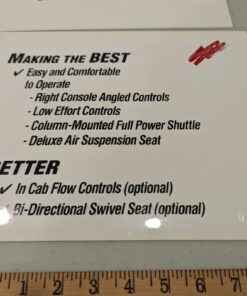 MAKING THE BEST
✓ Easy and Comfortable
to Operate
- Right Console Angled Controls
- Low Effort Controls
- Column-Mounted Full Power Shuttle
- Deluxe Air Suspension Seat
ETTER
✓ In Cab Flow Controls (optional)
Bi-Directional Swivel Seat (optional)
1 2 3 4 5 6 7